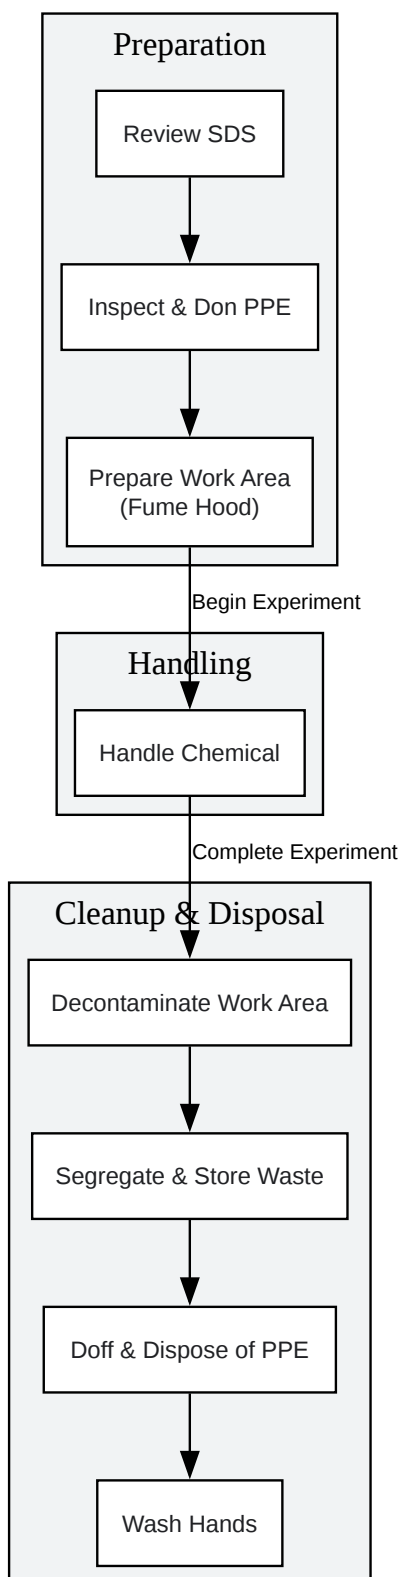 Preparation
Review SDS
Inspect & Don PPE
Prepare Work Area
(Fume Hood)
Begin Experiment
Handling
Handle Chemical
Complete Experiment
Cleanup & Disposal
Decontaminate Work Area
Segregate & Store Waste
Doff & Dispose of PPE
Wash Hands